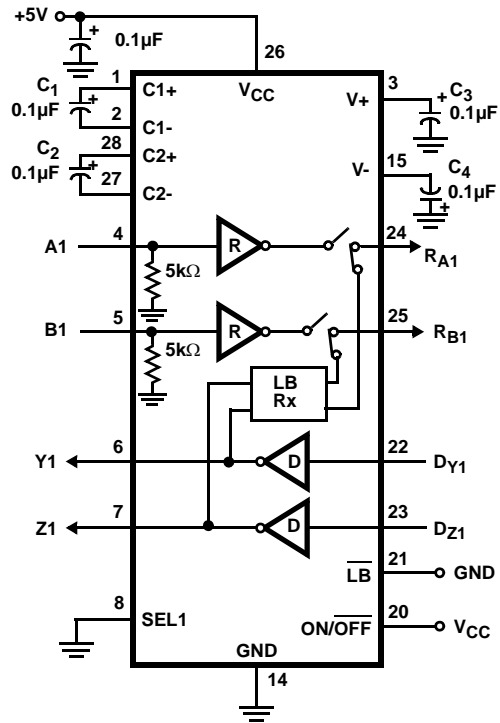 +5V
+
0.1µF
26
1
C1
+
0.1µF
C1+
VCC
V+
3
+
C3
0.1µF
2
C1-
28
C2
+
0.1µF
C2+
27
C2-
V-
15
C4
0.1µF
+
A1
4
R
24
RA1
5kΩ
B1
5
R
25
RB1
5kΩ
LB
Rx
Y1
6
D
22
DY1
Z1
7
D
23
DZ1
LB
21
GND
8
SEL1
ON/OFF
20
VCC
GND
14